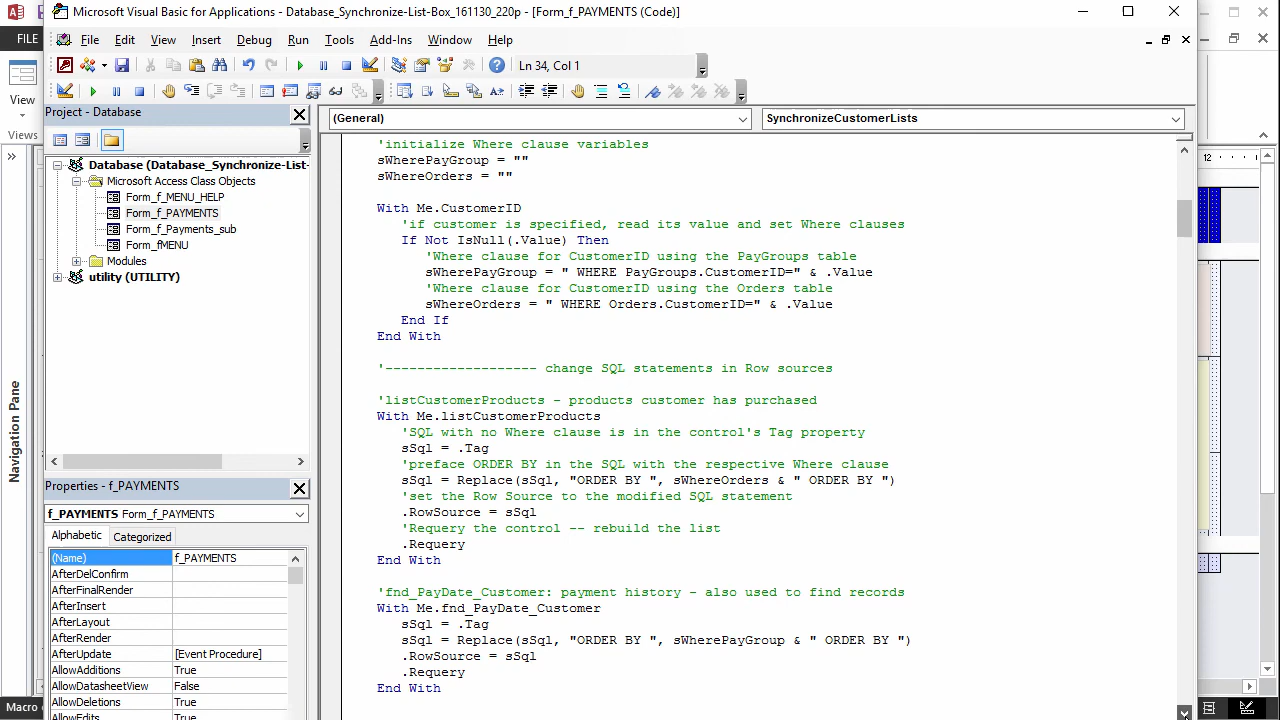 Microsoft Visual Basic for Applications - Database_Synchronize-List-Box_161130_220p - [Form_f_PAYMENTS (Code)]
FILE
File Edit View Insert Debug Run Tools Add-Ins Window Help
Ln 34, Col 1
View
Views
Project - Database
(General)
SynchronizeCustomerLists
Database (Database_Synchronize-List-
Microsoft Access Class Objects
Form_f_MENU_HELP
Form_f_PAYMENTS
Form_f_Payments_sub
Form_fMENU
Modules
utility (UTILITY)
Navigation Pane
Properties - f_PAYMENTS
f_PAYMENTS Form_f_PAYMENTS
Alphabetic Categorized
(Name) f_PAYMENTS
AfterDelConfirm
AfterFinalRender
AfterInsert
AfterLayout
AfterRender
AfterUpdate [Event Procedure]
AllowAdditions True
AllowDatasheetView False
AllowDeletions True
AllowEdits True
Macro
'initialize Where clause variables
sWherePayGroup = ""
sWhereOrders = ""
With Me.CustomerID
'if customer is specified, read its value and set Where clauses
If Not IsNull(.Value) Then
'Where clause for CustomerID using the PayGroups table
sWherePayGroup = " WHERE PayGroups.CustomerID=" & .Value
'Where clause for CustomerID using the Orders table
sWhereOrders = " WHERE Orders.CustomerID=" & .Value
End If
End With
'------------------- change SQL statements in Row sources
'listCustomerProducts - products customer has purchased
With Me.listCustomerProducts
'SQL with no Where clause is in the control's Tag property
sSql = .Tag
'preface ORDER BY in the SQL with the respective Where clause
sSql = Replace(sSql, "ORDER BY ", sWhereOrders & " ORDER BY ")
'set the Row Source to the modified SQL statement
.RowSource = sSql
'Requery the control -- rebuild the list
.Requery
End With
'fnd_PayDate_Customer: payment history - also used to find records
With Me.fnd_PayDate_Customer
sSql = .Tag
sSql = Replace(sSql, "ORDER BY ", sWherePayGroup & " ORDER BY ")
.RowSource = sSql
.Requery
End With
12